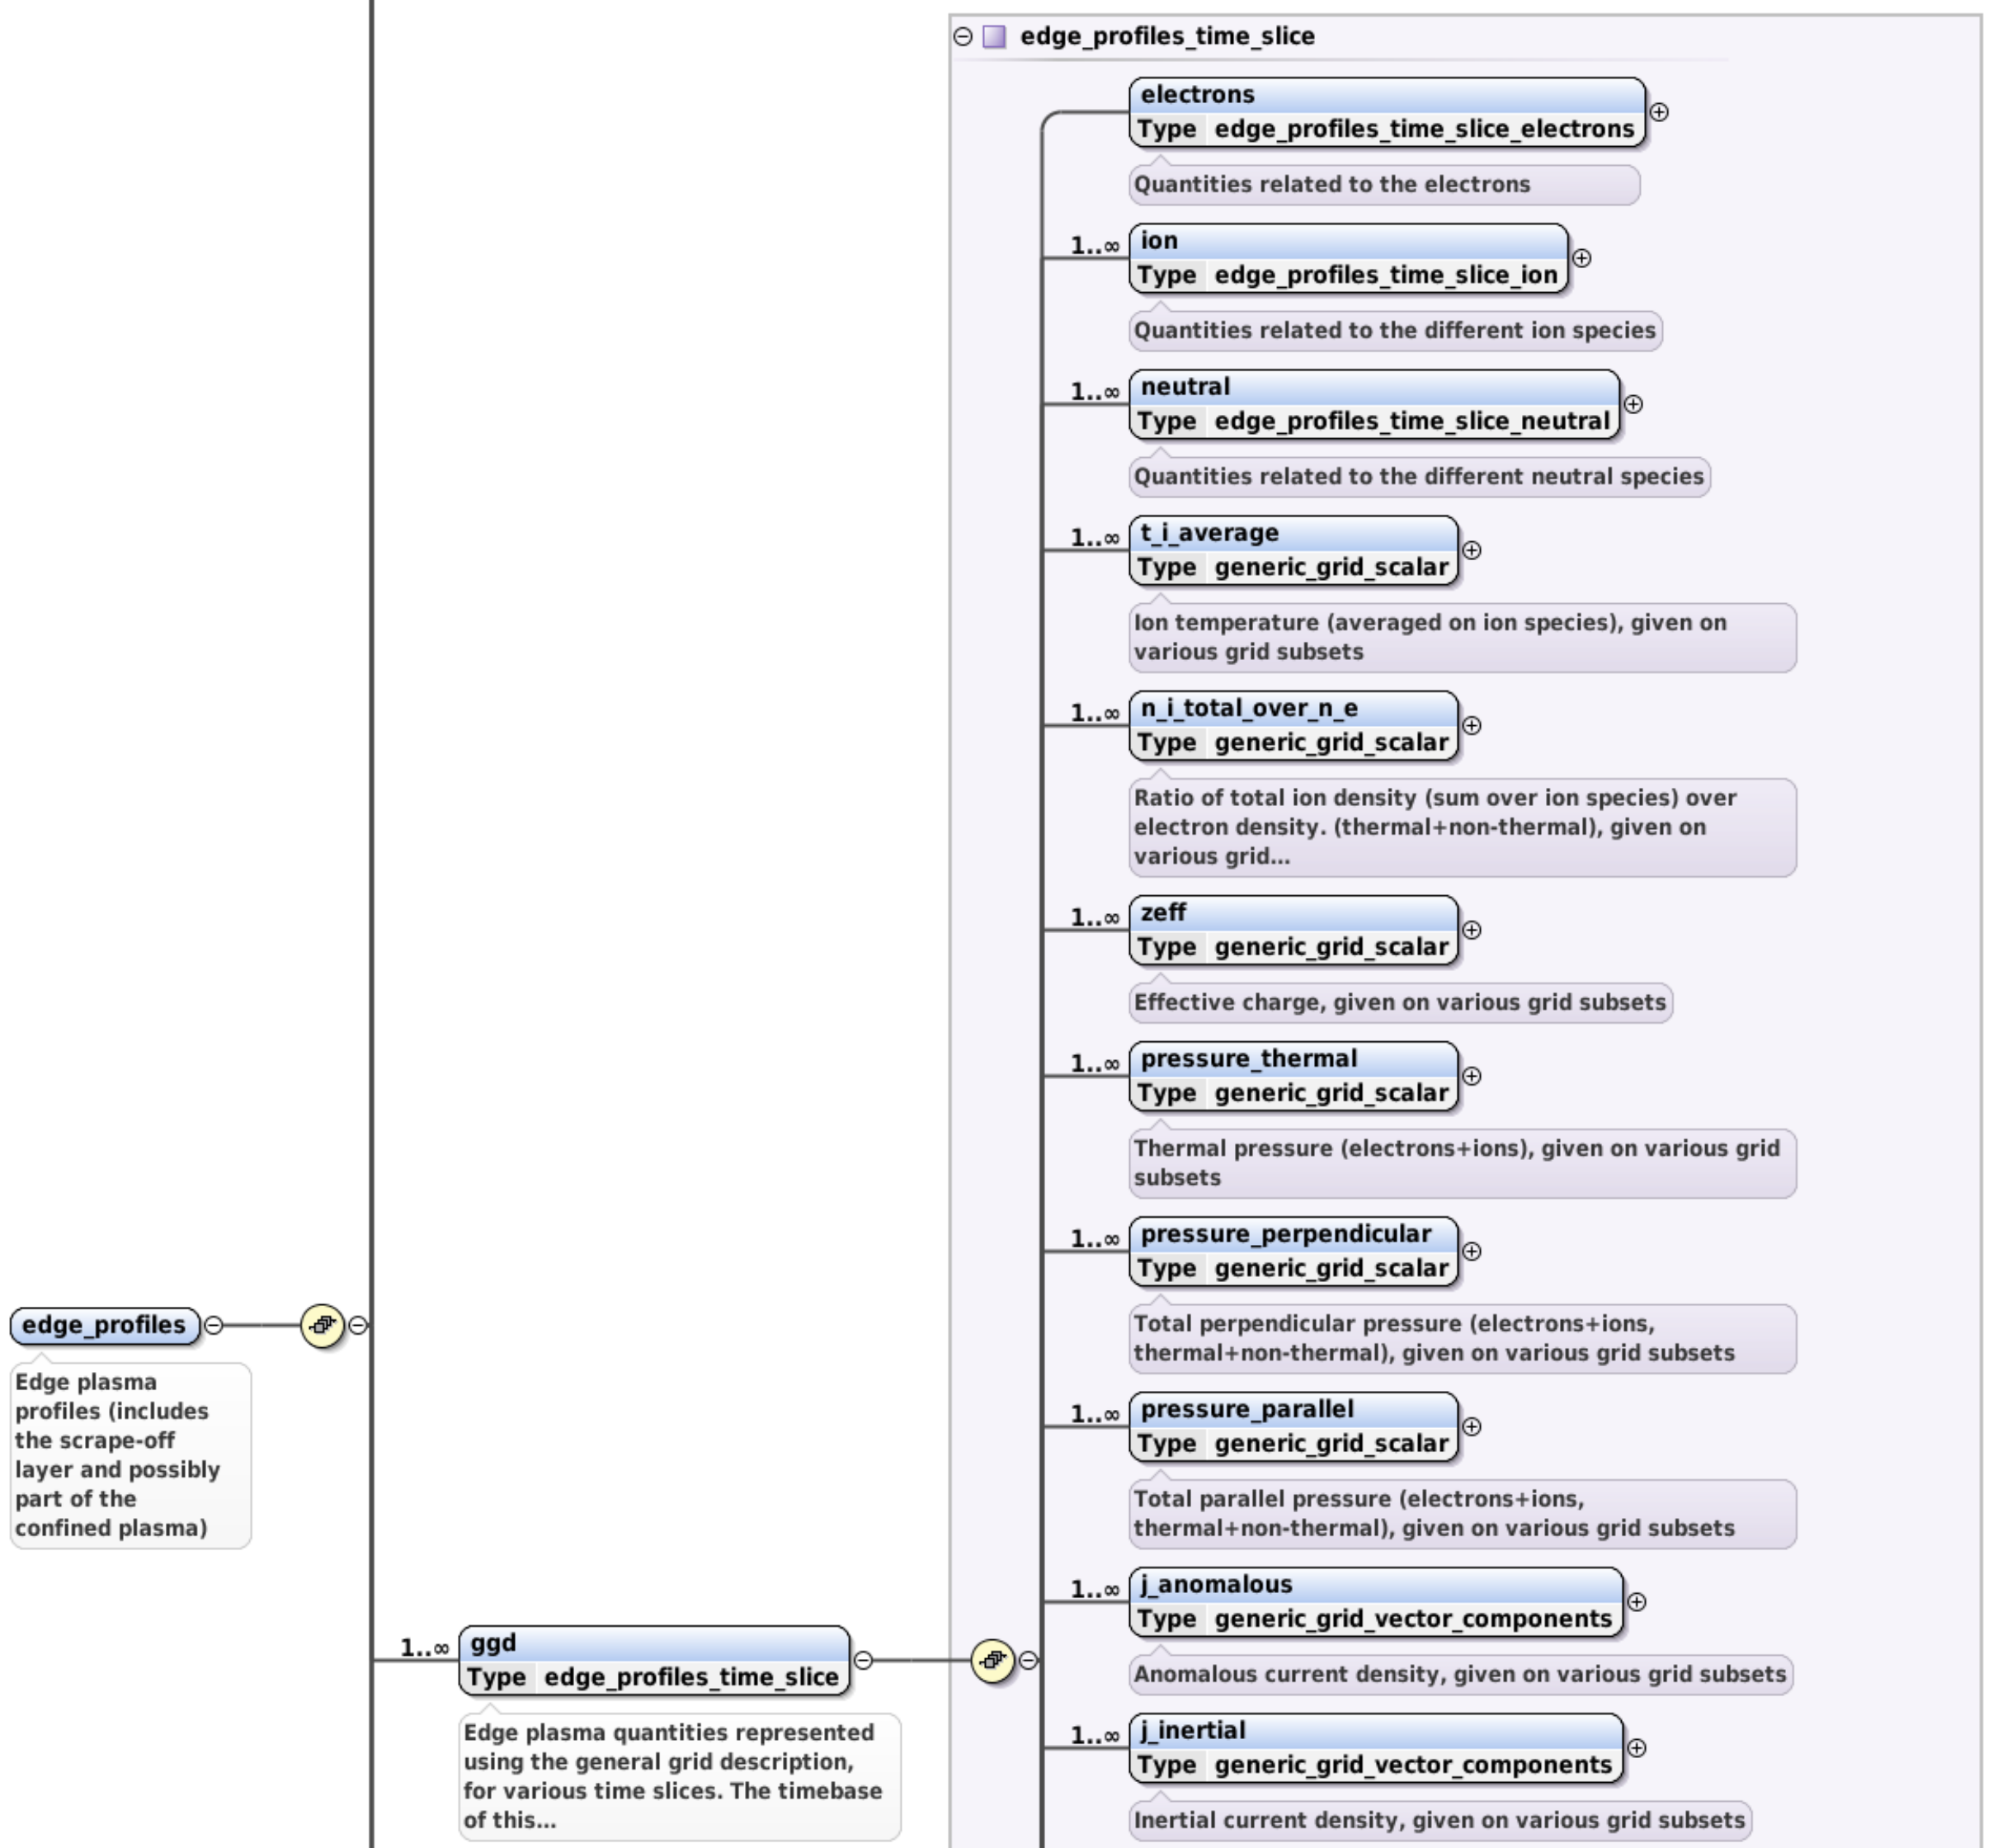 edge_profiles_time_slice
electrons
Type edge_profiles_time_slice_electrons
Quantities related to the electrons
1..∞
ion
Type edge_profiles_time_slice_ion
Quantities related to the different ion species
1..∞
neutral
Type edge_profiles_time_slice_neutral
Quantities related to the different neutral species
1..∞
t_i_average
Type generic_grid_scalar
Ion temperature (averaged on ion species), given on
various grid subsets
1..∞
n_i_total_over_n_e
Type generic_grid_scalar
Ratio of total ion density (sum over ion species) over
electron density. (thermal+non-thermal), given on
various grid...
1..∞
zeff
Type generic_grid_scalar
Effective charge, given on various grid subsets
1..∞
pressure_thermal
Type generic_grid_scalar
Thermal pressure (electrons+ions), given on various grid
subsets
1..∞
pressure_perpendicular
Type generic_grid_scalar
Total perpendicular pressure (electrons+ions,
thermal+non-thermal), given on various grid subsets
1..∞
pressure_parallel
Type generic_grid_scalar
Total parallel pressure (electrons+ions,
thermal+non-thermal), given on various grid subsets
1..∞
j_anomalous
Type generic_grid_vector_components
Anomalous current density, given on various grid subsets
1..∞
j_inertial
Type generic_grid_vector_components
Inertial current density, given on various grid subsets
edge_profiles
Edge plasma
profiles (includes
the scrape-off
layer and possibly
part of the
confined plasma)
1..∞
ggd
Type edge_profiles_time_slice
Edge plasma quantities represented
using the general grid description,
for various time slices. The timebase
of this...